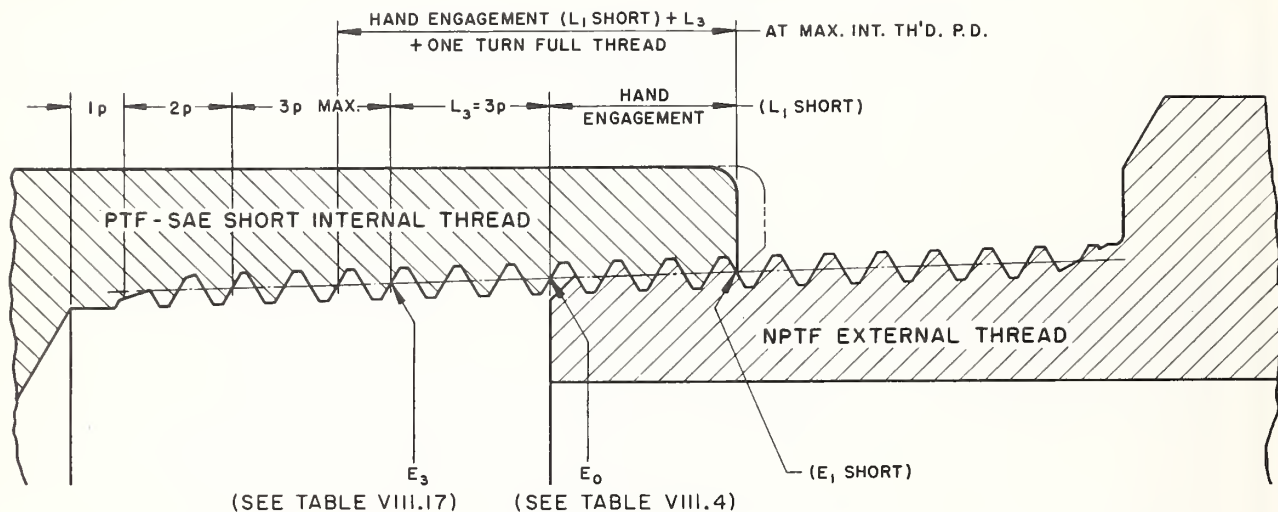 HAND ENGAGEMENT (L₁ SHORT) + L₃
+ ONE TURN FULL THREAD
AT MAX. INT. TH'D. P.D.
1p
2p
3p MAX.
L₃ = 3p
HAND
ENGAGEMENT
(L₁ SHORT)
PTF-SAE SHORT INTERNAL THREAD
NPTF EXTERNAL THREAD
E₃
(SEE TABLE VIII.17)
E₀
(SEE TABLE VIII.4)
(E₁ SHORT)